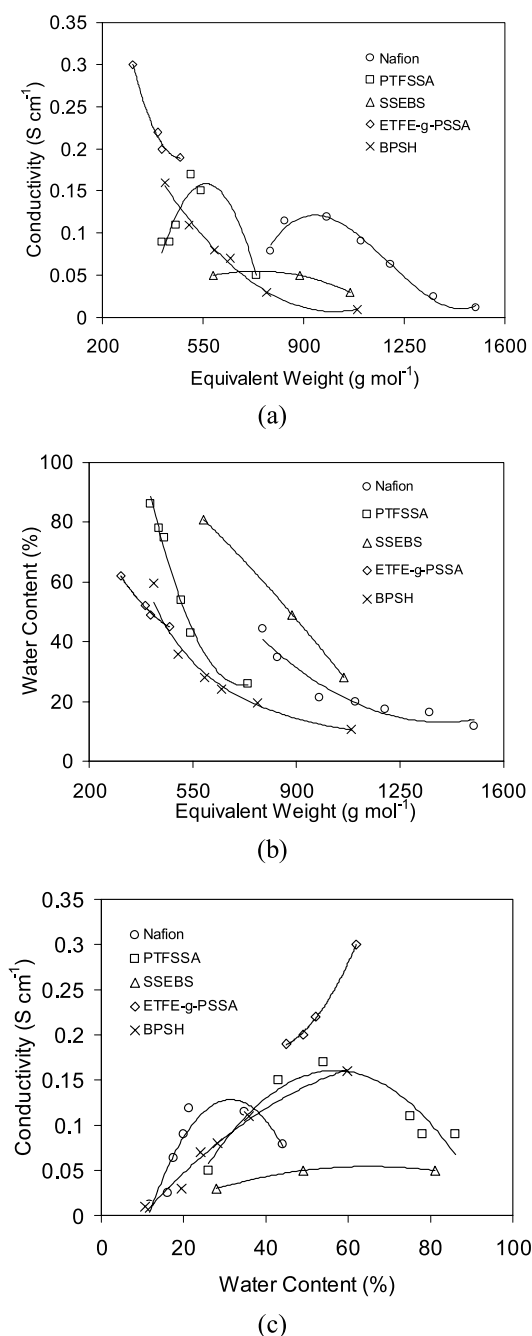 0.35
0.3
0.25
0.2
0.15
0.1
0.05
0
Conductivity (S cm⁻¹)
Nafion
PTFSSA
SSEBS
ETFE-g-PSSA
BPSH
200 550 900 1250 1600
Equivalent Weight (g mol⁻¹)
(a)
100
80
60
40
20
0
Water Content (%)
Nafion
PTFSSA
SSEBS
ETFE-g-PSSA
BPSH
200 550 900 1250 1600
Equivalent Weight (g mol⁻¹)
(b)
0.35
0.3
0.25
0.2
0.15
0.1
0.05
0
Conductivity (S cm⁻¹)
Nafion
PTFSSA
SSEBS
ETFE-g-PSSA
BPSH
0 20 40 60 80 100
Water Content (%)
(c)